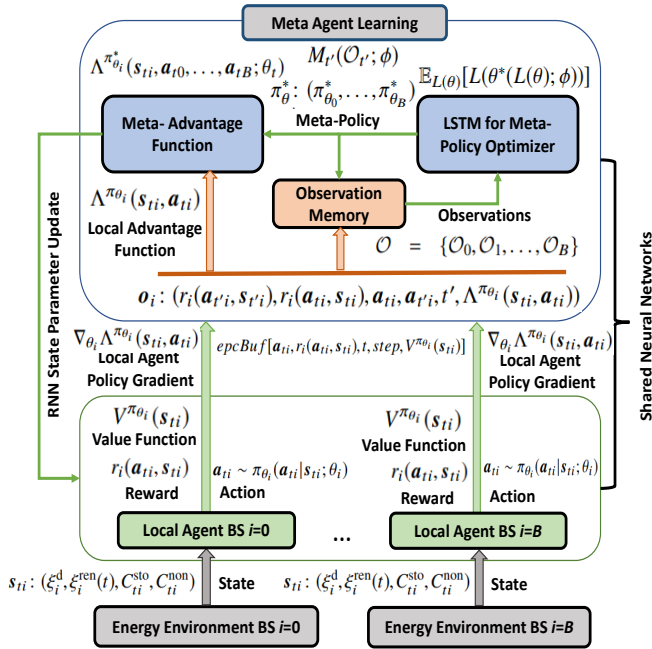 Meta Agent Learning
Λ^{π*_{θ_i}}(s_{ti}, a_{t0}, . . . , a_{tB}; θ_t)
M_{t′}(O_{t′}; ϕ)
π*_θ: (π*_{θ_0}, . . . , π*_{θ_B})
𝔼_{L(θ)}[L(θ*(L(θ); ϕ))]
Meta-Policy
Meta- Advantage
Function
LSTM for Meta-
Policy Optimizer
Observation
Memory
Observations
Λ^{π_{θ_i}}(s_{ti}, a_{ti})
Local Advantage
Function
O = {O_0, O_1, . . . , O_B}
o_i: (r_i(a_{t′i}, s_{t′i}), r_i(a_{ti}, s_{ti}), a_{ti}, a_{t′i}, t′, Λ^{π_{θ_i}}(s_{ti}, a_{ti}))
RNN State Parameter Update
Shared Neural Networks
∇_{θ_i} Λ^{π_{θ_i}}(s_{ti}, a_{ti})
Local Agent
Policy Gradient
epcBuf[a_{ti}, r_i(a_{ti}, s_{ti}), t, step, V^{π_{θ_i}}(s_{ti})]
∇_{θ_i} Λ^{π_{θ_i}}(s_{ti}, a_{ti})
Local Agent
Policy Gradient
V^{π_{θ_i}}(s_{ti})
Value Function
r_i(a_{ti}, s_{ti})
Reward
a_{ti} ~ π_{θ_i}(a_{ti}|s_{ti}; θ_i)
Action
V^{π_{θ_i}}(s_{ti})
Value Function
r_i(a_{ti}, s_{ti})
Reward
a_{ti} ~ π_{θ_i}(a_{ti}|s_{ti}; θ_i)
Action
Local Agent BS i=0
...
Local Agent BS i=B
s_{ti}: (ξ_i^d, ξ_i^{ren}(t), C_{ti}^{sto}, C_{ti}^{non})
State
s_{ti}: (ξ_i^d, ξ_i^{ren}(t), C_{ti}^{sto}, C_{ti}^{non})
State
Energy Environment BS i=0
Energy Environment BS i=B